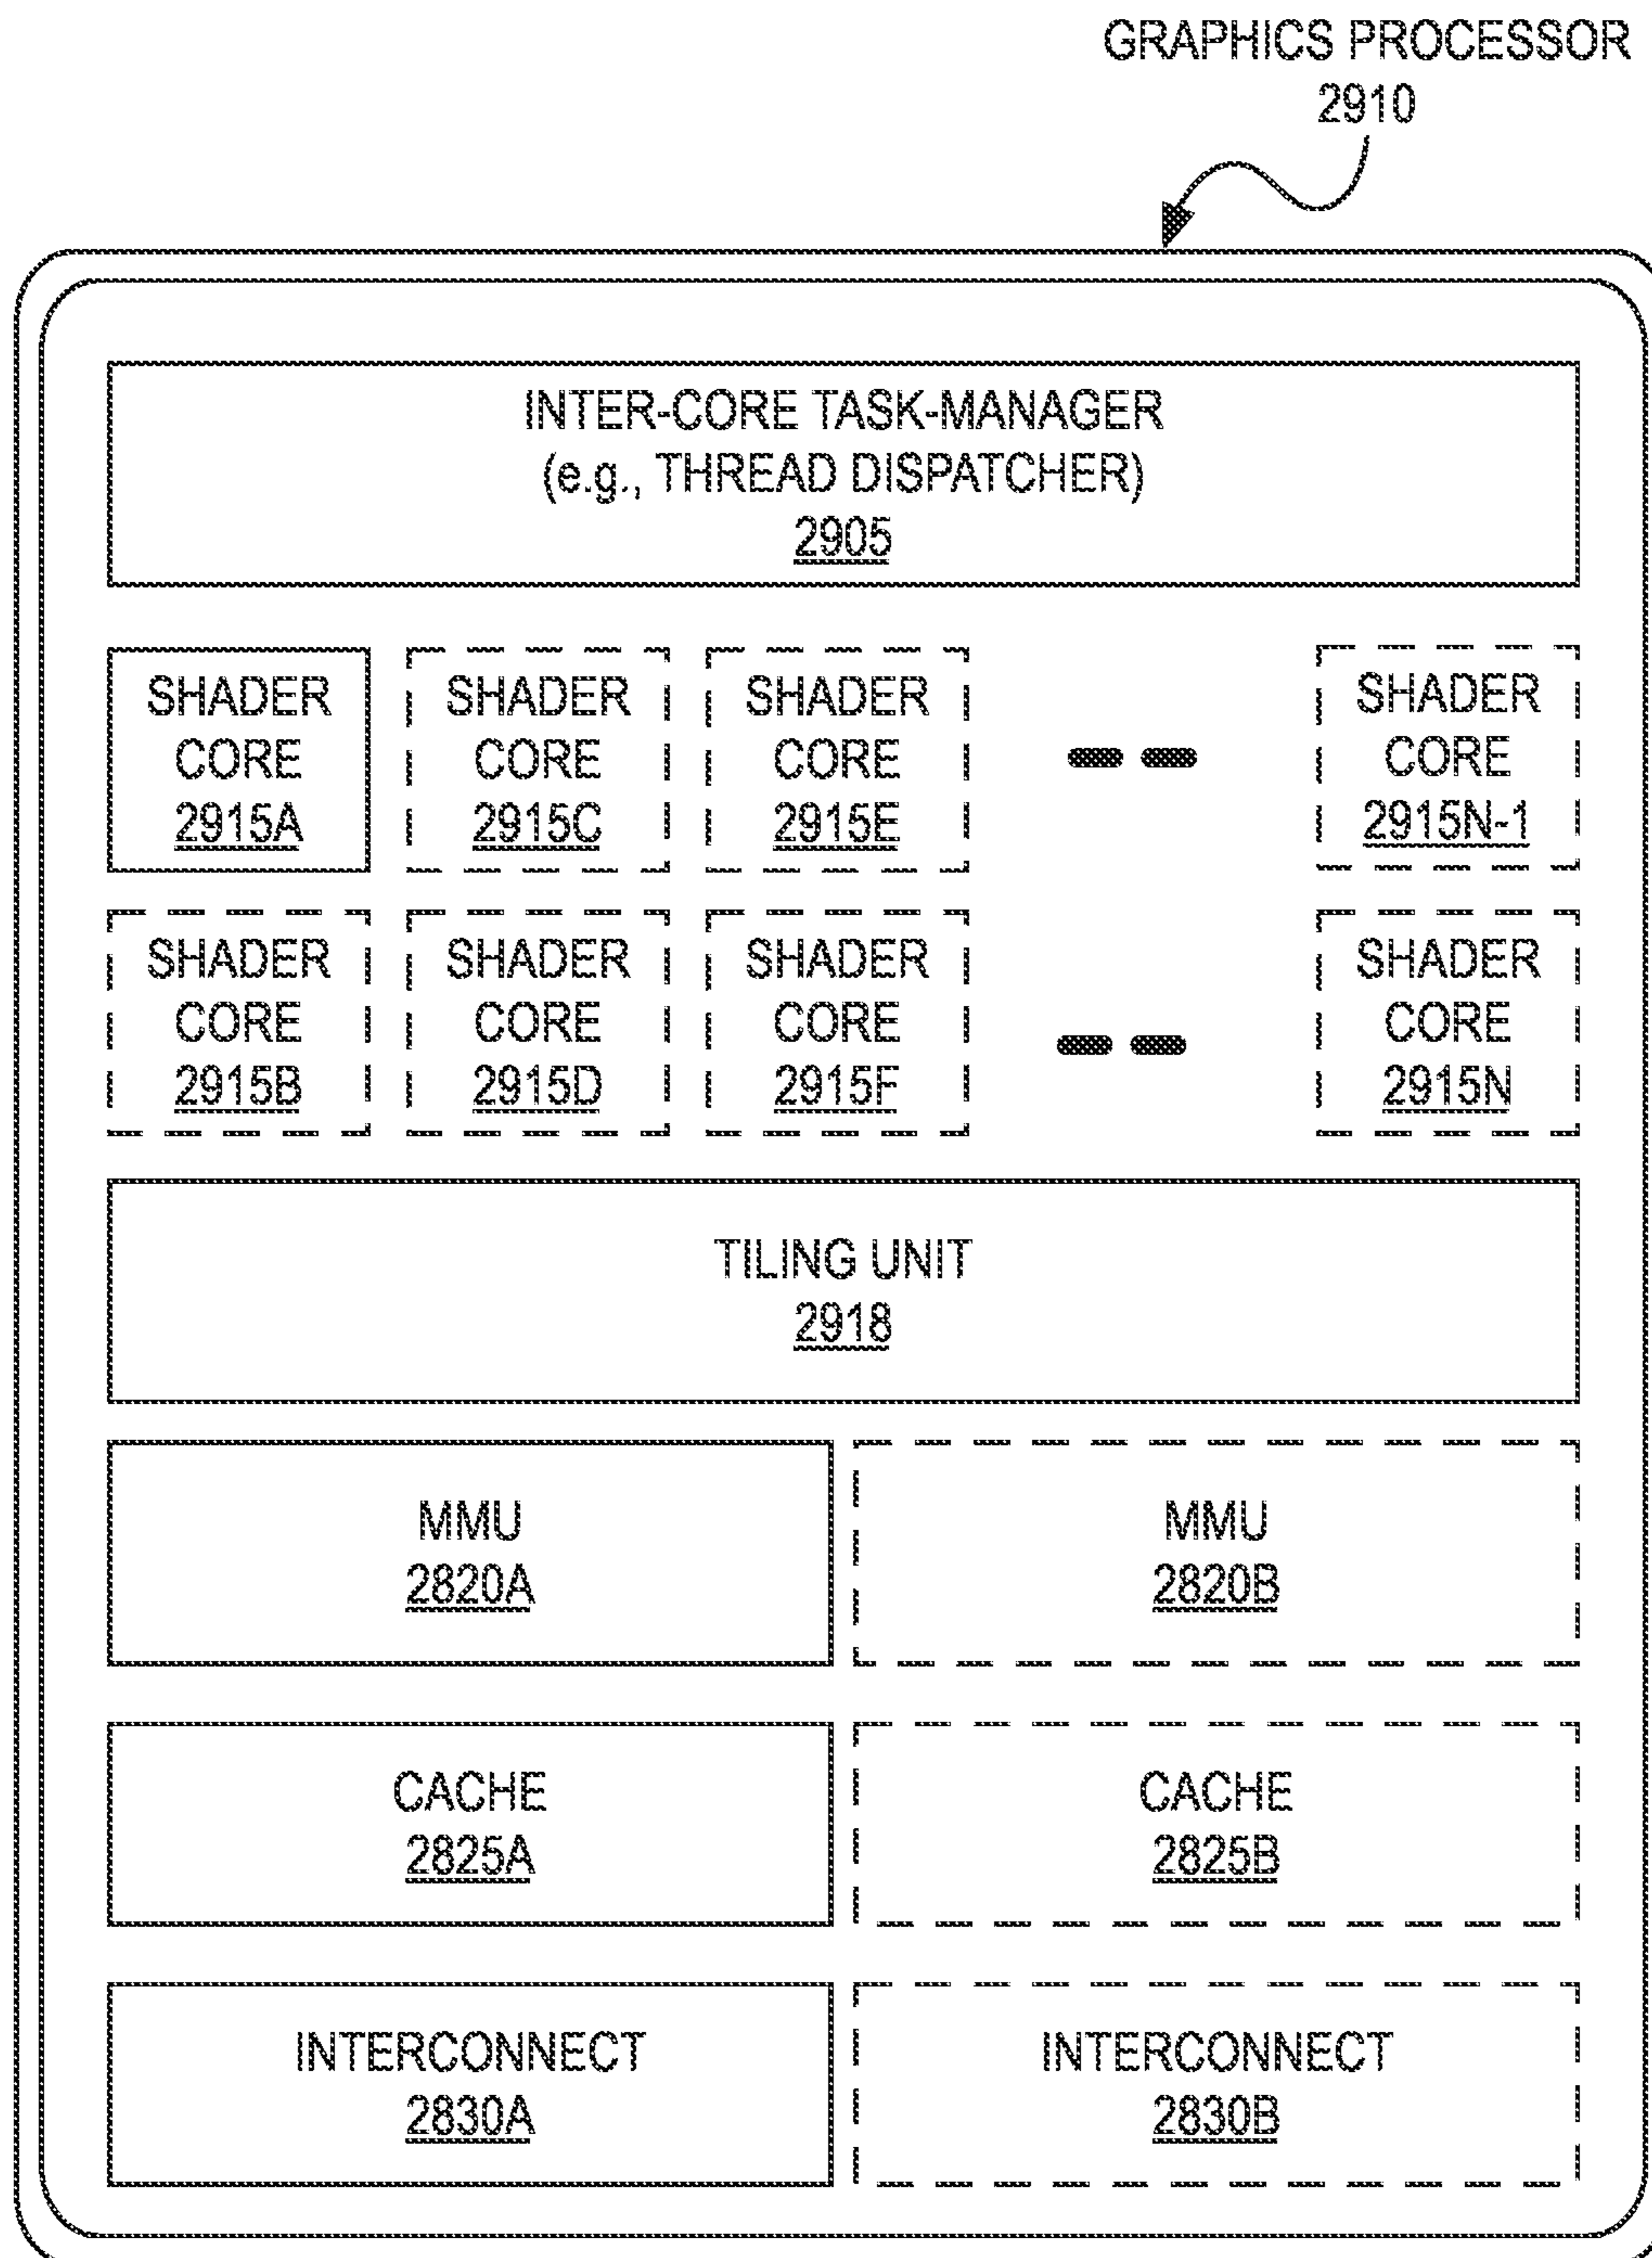 GRAPHICS PROCESSOR
2910
INTER-CORE TASK-MANAGER
(e.g., THREAD DISPATCHER)
2905
SHADER
CORE
2915A
SHADER
CORE
2915C
SHADER
CORE
2915E
SHADER
CORE
2915N-1
SHADER
CORE
2915B
SHADER
CORE
2915D
SHADER
CORE
2915F
SHADER
CORE
2915N
TILING UNIT
2918
MMU
2820A
MMU
2820B
CACHE
2825A
CACHE
2825B
INTERCONNECT
2830A
INTERCONNECT
2830B